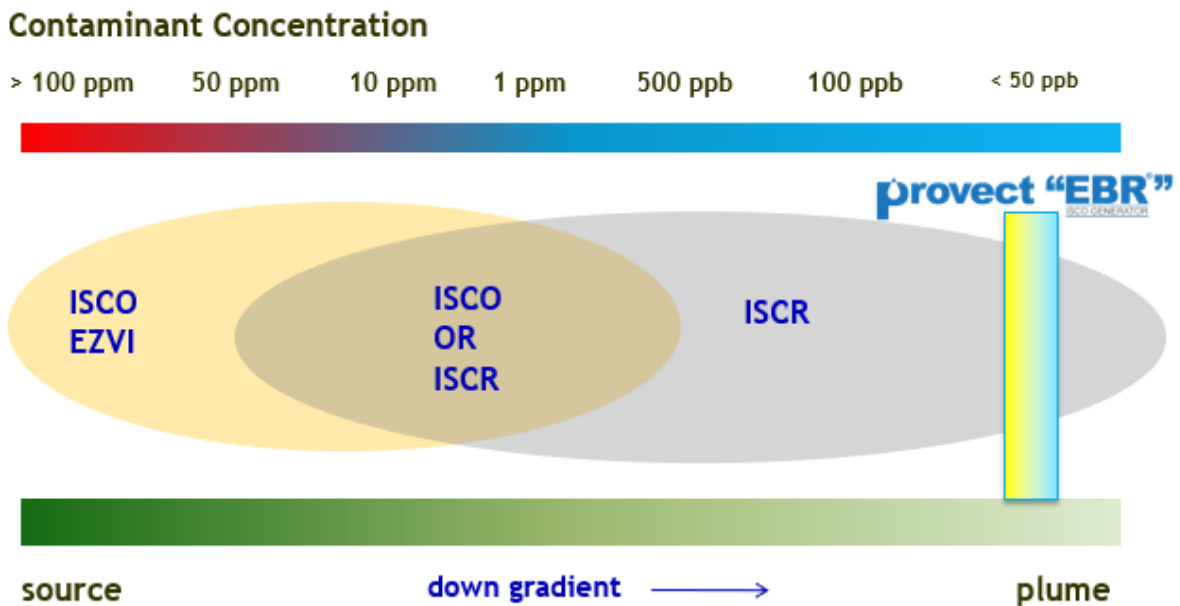 Contaminant Concentration
> 100 ppm 50 ppm 10 ppm 1 ppm 500 ppb 100 ppb < 50 ppb
provect “EBR®”
ISCO GENERATOR
ISCO
EZVI
ISCO
OR
ISCR
ISCR
source down gradient plume